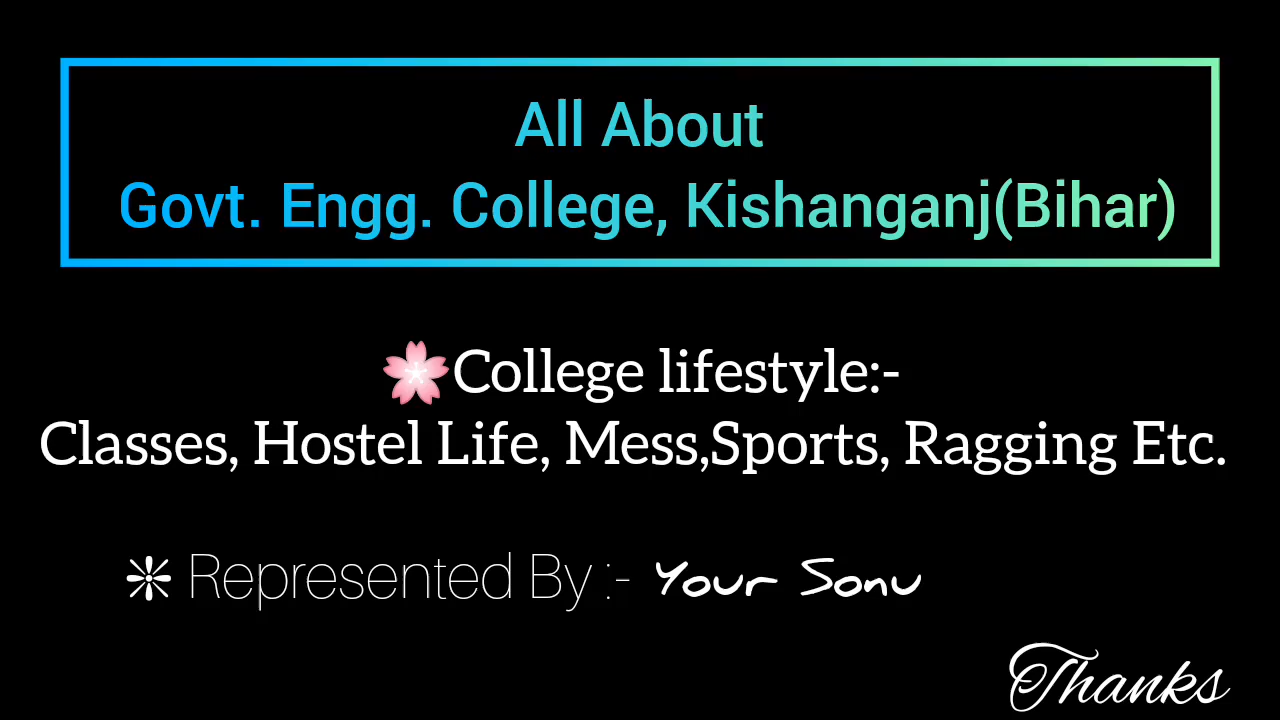 All About
Govt. Engg. College, Kishanganj(Bihar)
🌸College lifestyle:-
Classes, Hostel Life, Mess,Sports, Ragging Etc.
❇ Represented By :- Your Sonu
Thanks